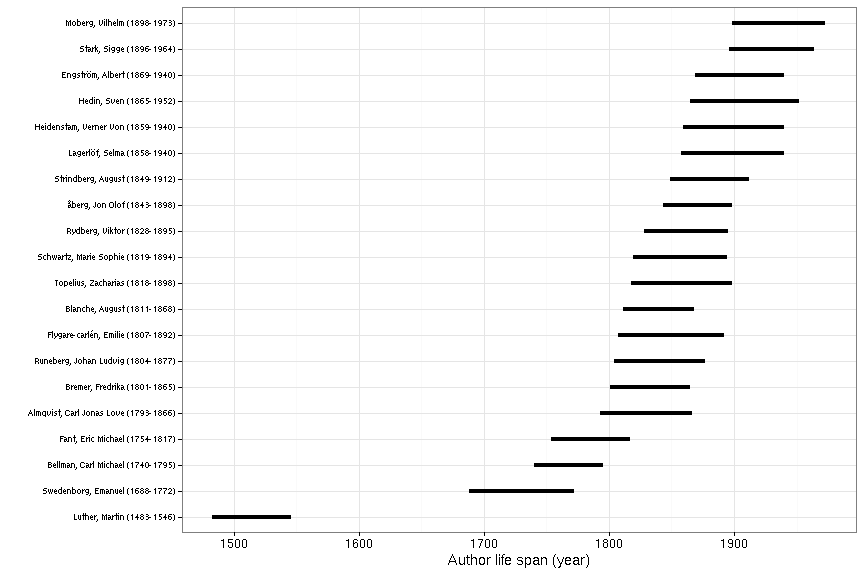 Moberg, Vilhelm (1898-1973)
Stark, Sigge (1896-1964)
Engström, Albert (1869-1940)
Hedin, Sven (1865-1952)
Heidenstam, Verner Von (1859-1940)
Lagerlöf, Selma (1858-1940)
Strindberg, August (1849-1912)
åberg, Jon Olof (1843-1898)
Rydberg, Viktor (1828-1895)
Schwartz, Marie Sophie (1819-1894)
Topelius, Zacharias (1818-1898)
Blanche, August (1811-1868)
Flygare-carlén, Emilie (1807-1892)
Runeberg, Johan Ludvig (1804-1877)
Bremer, Fredrika (1801-1865)
Almqvist, Carl Jonas Love (1793-1866)
Fant, Eric Michael (1754-1817)
Bellman, Carl Michael (1740-1795)
Swedenborg, Emanuel (1688-1772)
Luther, Martin (1483-1546)
1500 1600 1700 1800 1900
Author life span (year)